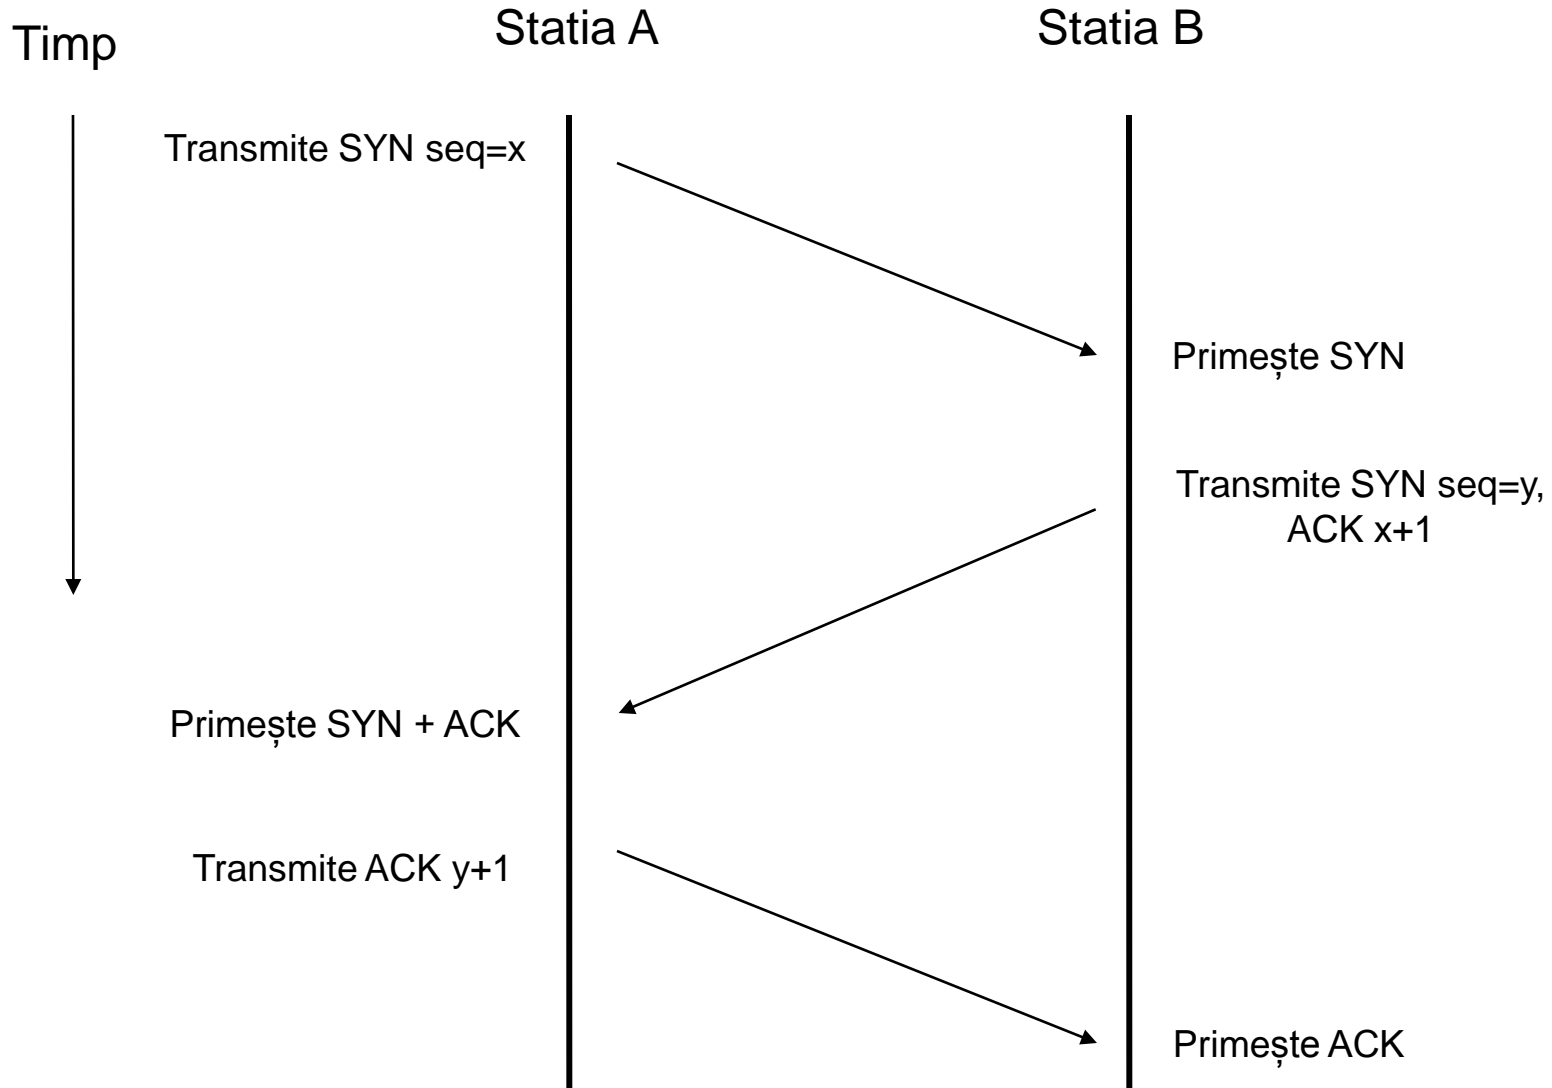 Timp
Statia A
Statia B
Transmite SYN seq=x
Primește SYN
Transmite SYN seq=y,
ACK x+1
Primește SYN + ACK
Transmite ACK y+1
Primește ACK